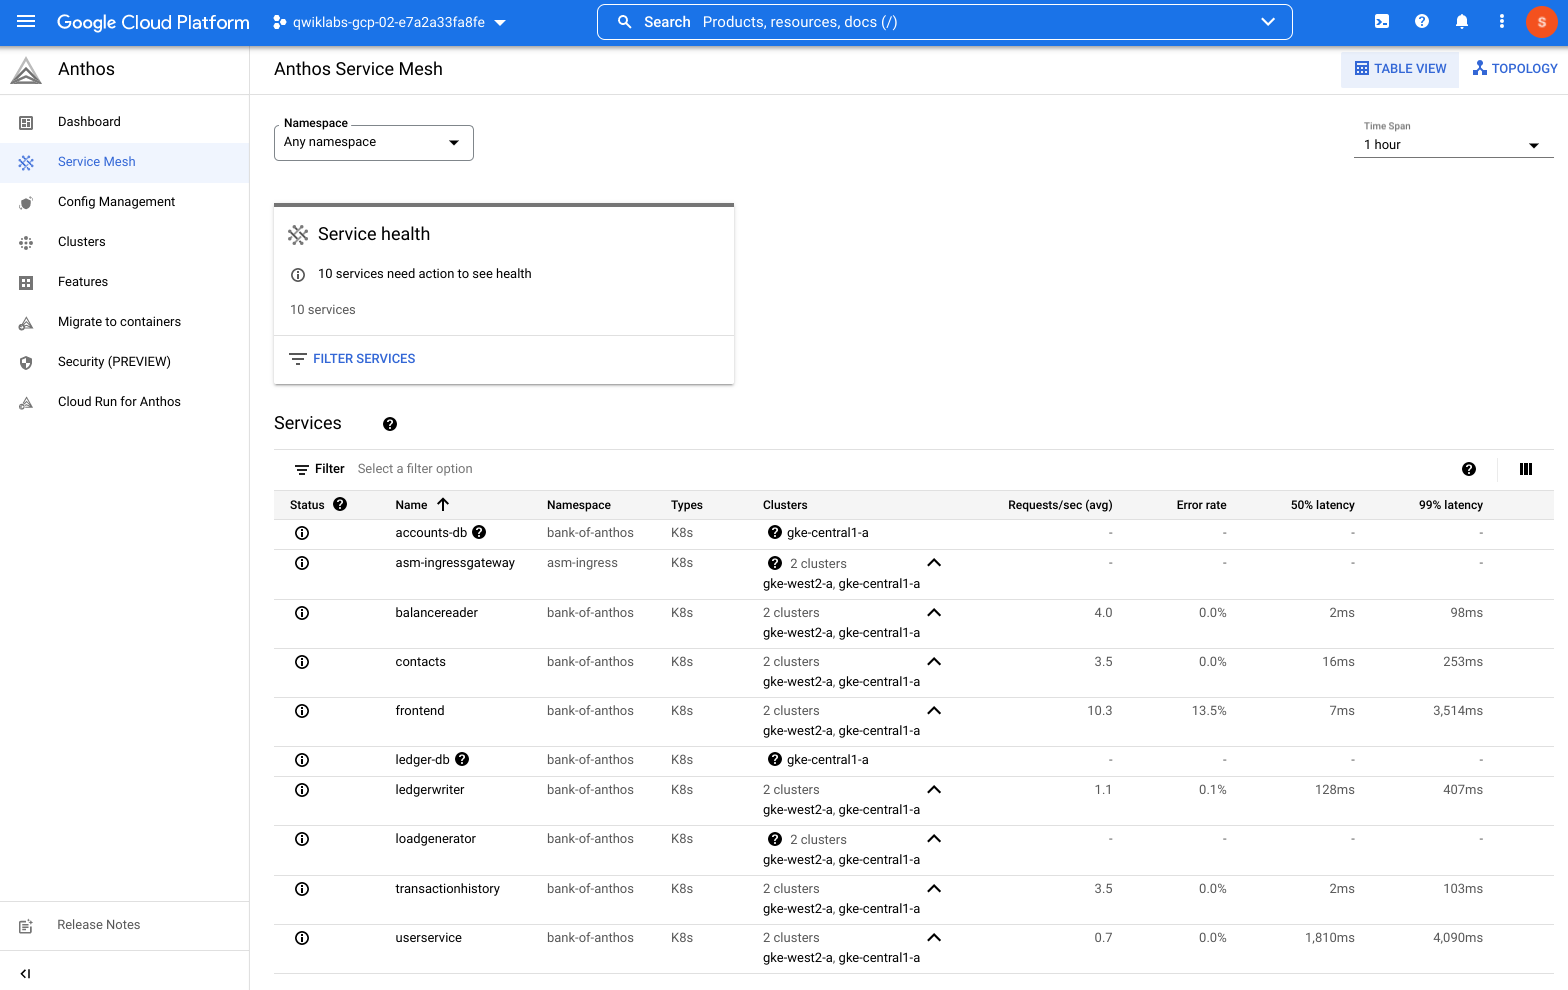 Google Cloud Platform qwiklabs-gcp-02-e7a2a33fa8fe Search Products, resources, docs (/) S
Anthos
Anthos Service Mesh TABLE VIEW TOPOLOGY
Dashboard
Service Mesh
Config Management
Clusters
Features
Migrate to containers
Security (PREVIEW)
Cloud Run for Anthos
Release Notes
Namespace
Any namespace
Time Span
1 hour
Service health
10 services need action to see health
10 services
FILTER SERVICES
Services
Filter Select a filter option
Status Name Namespace Types Clusters Requests/sec (avg) Error rate 50% latency 99% latency
accounts-db bank-of-anthos K8s gke-central1-a - - - -
asm-ingressgateway asm-ingress K8s 2 clusters - - - -
gke-west2-a, gke-central1-a
balancereader bank-of-anthos K8s 2 clusters 4.0 0.0% 2ms 98ms
gke-west2-a, gke-central1-a
contacts bank-of-anthos K8s 2 clusters 3.5 0.0% 16ms 253ms
gke-west2-a, gke-central1-a
frontend bank-of-anthos K8s 2 clusters 10.3 13.5% 7ms 3,514ms
gke-west2-a, gke-central1-a
ledger-db bank-of-anthos K8s gke-central1-a - - - -
ledgerwriter bank-of-anthos K8s 2 clusters 1.1 0.1% 128ms 407ms
gke-west2-a, gke-central1-a
loadgenerator bank-of-anthos K8s 2 clusters - - - -
gke-west2-a, gke-central1-a
transactionhistory bank-of-anthos K8s 2 clusters 3.5 0.0% 2ms 103ms
gke-west2-a, gke-central1-a
userservice bank-of-anthos K8s 2 clusters 0.7 0.0% 1,810ms 4,090ms
gke-west2-a, gke-central1-a